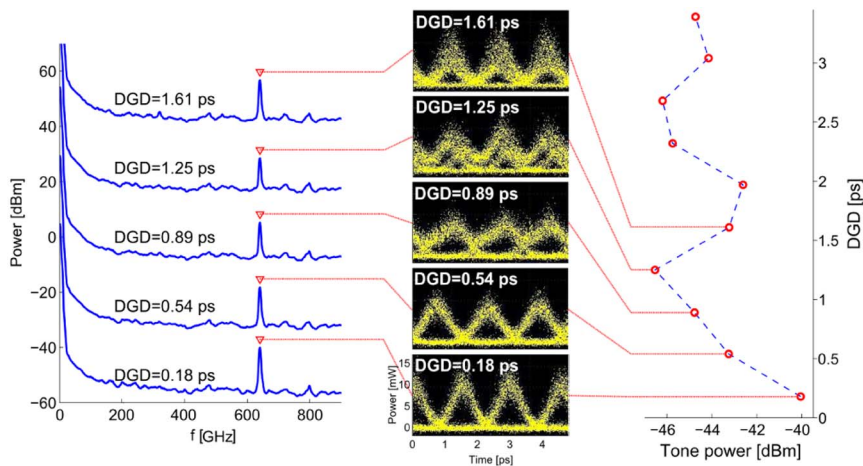 60
40
20
0
−20
−40
−60
Power [dBm]
DGD=1.61 ps
DGD=1.25 ps
DGD=0.89 ps
DGD=0.54 ps
DGD=0.18 ps
0 200 400 600 800
f [GHz]
DGD=1.61 ps
DGD=1.25 ps
DGD=0.89 ps
DGD=0.54 ps
DGD=0.18 ps
15
10
5
0
Power [mW]
0 1 2 3 4
Time [ps]
3
2.5
2
1.5
1
0.5
0
DGD [ps]
−46 −44 −42 −40
Tone power [dBm]